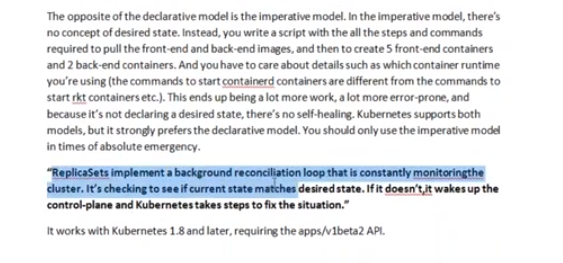 The opposite of the declarative model is the imperative model. In the imperative model, there's
no concept of desired state. Instead, you write a script with the all the steps and commands
required to pull the front-end and back-end images, and then to create 5 front-end containers
and 2 back-end containers. And you have to care about details such as which container runtime
you're using (the commands to start containerd containers are different from the commands to
start rkt containers etc.). This ends up being a lot more work, a lot more error-prone, and
because it's not declaring a desired state, there's no self-healing. Kubernetes supports both
models, but it strongly prefers the declarative model. You should only use the imperative model
in times of absolute emergency.
“ReplicaSets implement a background reconciliation loop that is constantly monitoringthe
cluster. It's checking to see if current state matches desired state. If it doesn't,it wakes up the
control-plane and Kubernetes takes steps to fix the situation.”
It works with Kubernetes 1.8 and later, requiring the apps/v1beta2 API.